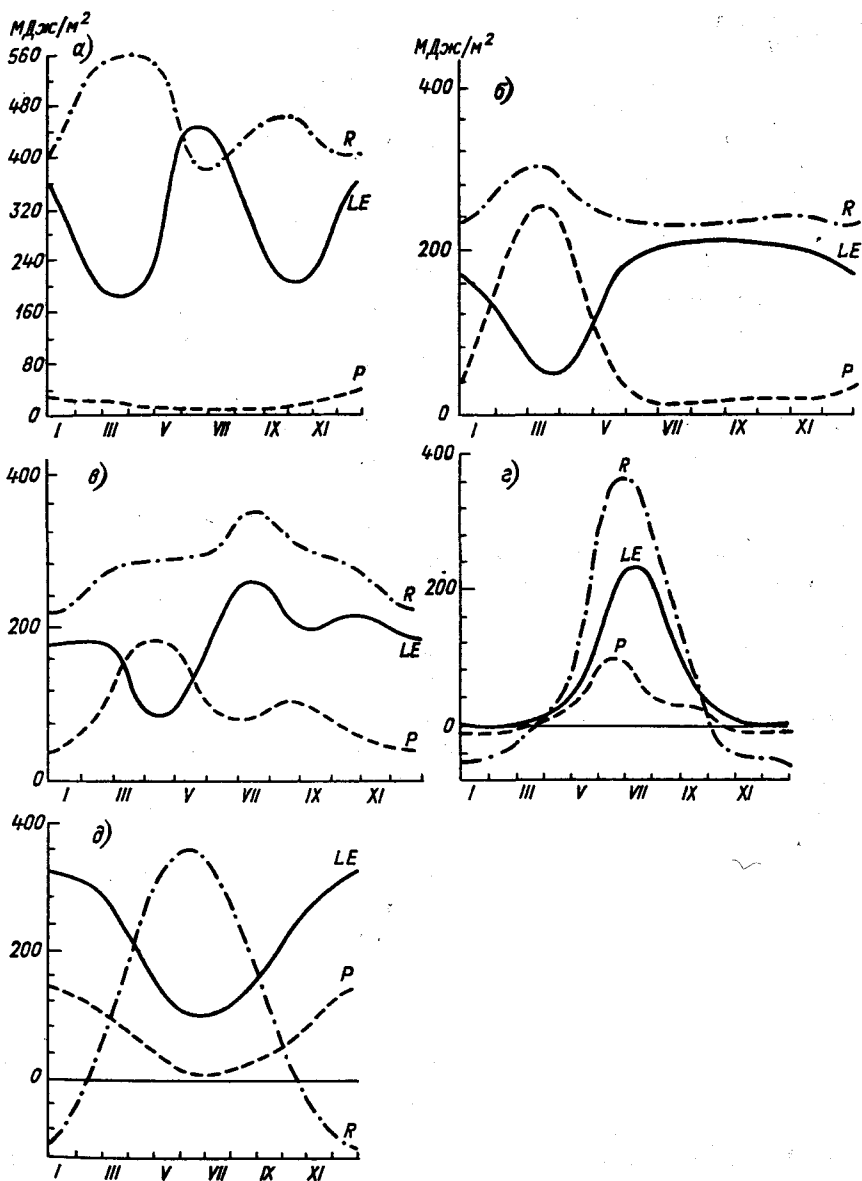 МДж/м²
а)
560
480
400
320
240
160
80
0
R
LE
P
I III V VII IX XI
МДж/м²
б)
400
200
0
R
LE
P
I III V VII IX XI
в)
400
200
0
R
LE
P
I III V VII IX XI
г)
400
200
0
R
LE
P
I III V VII IX XI
д)
400
200
0
LE
P
R
I III V VII IX XI